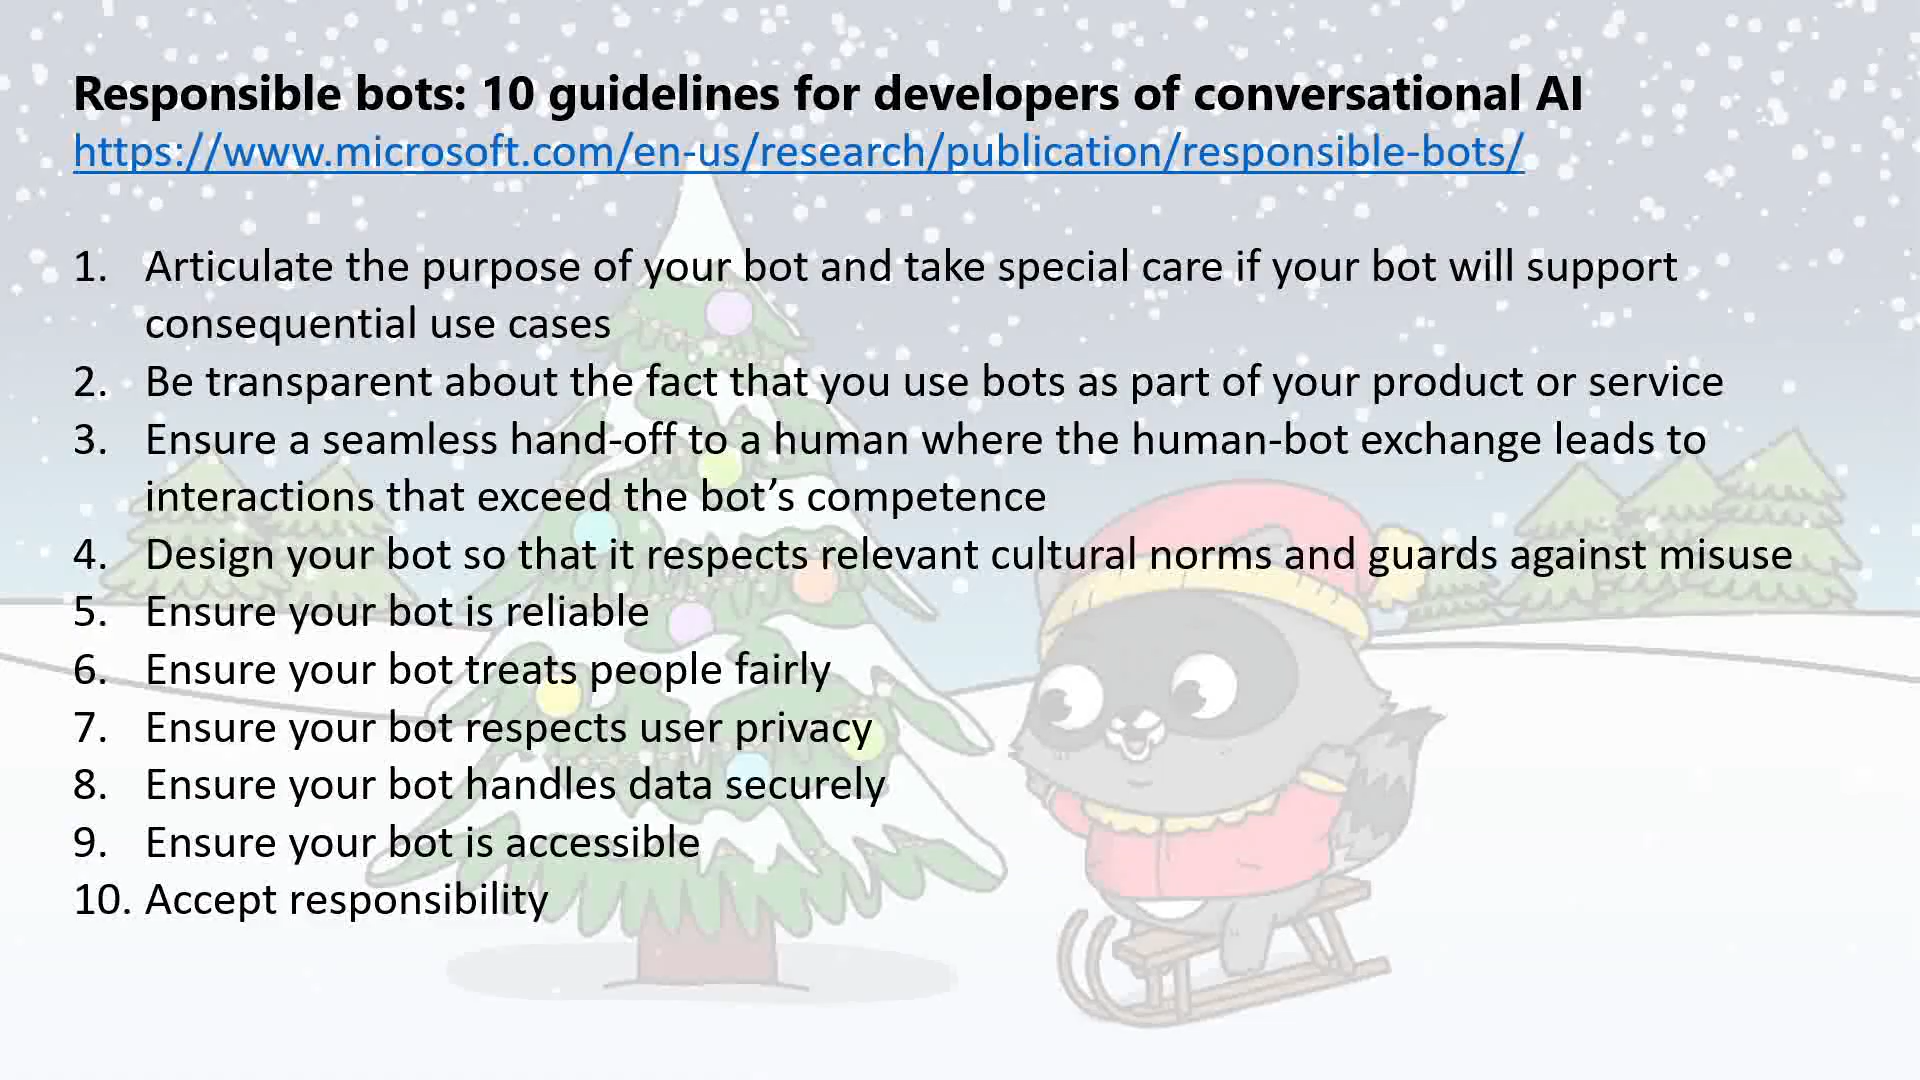 Responsible bots: 10 guidelines for developers of conversational AI
https://www.microsoft.com/en-us/research/publication/responsible-bots/
1. Articulate the purpose of your bot and take special care if your bot will support
consequential use cases
2. Be transparent about the fact that you use bots as part of your product or service
3. Ensure a seamless hand-off to a human where the human-bot exchange leads to
interactions that exceed the bot’s competence
4. Design your bot so that it respects relevant cultural norms and guards against misuse
5. Ensure your bot is reliable
6. Ensure your bot treats people fairly
7. Ensure your bot respects user privacy
8. Ensure your bot handles data securely
9. Ensure your bot is accessible
10. Accept responsibility